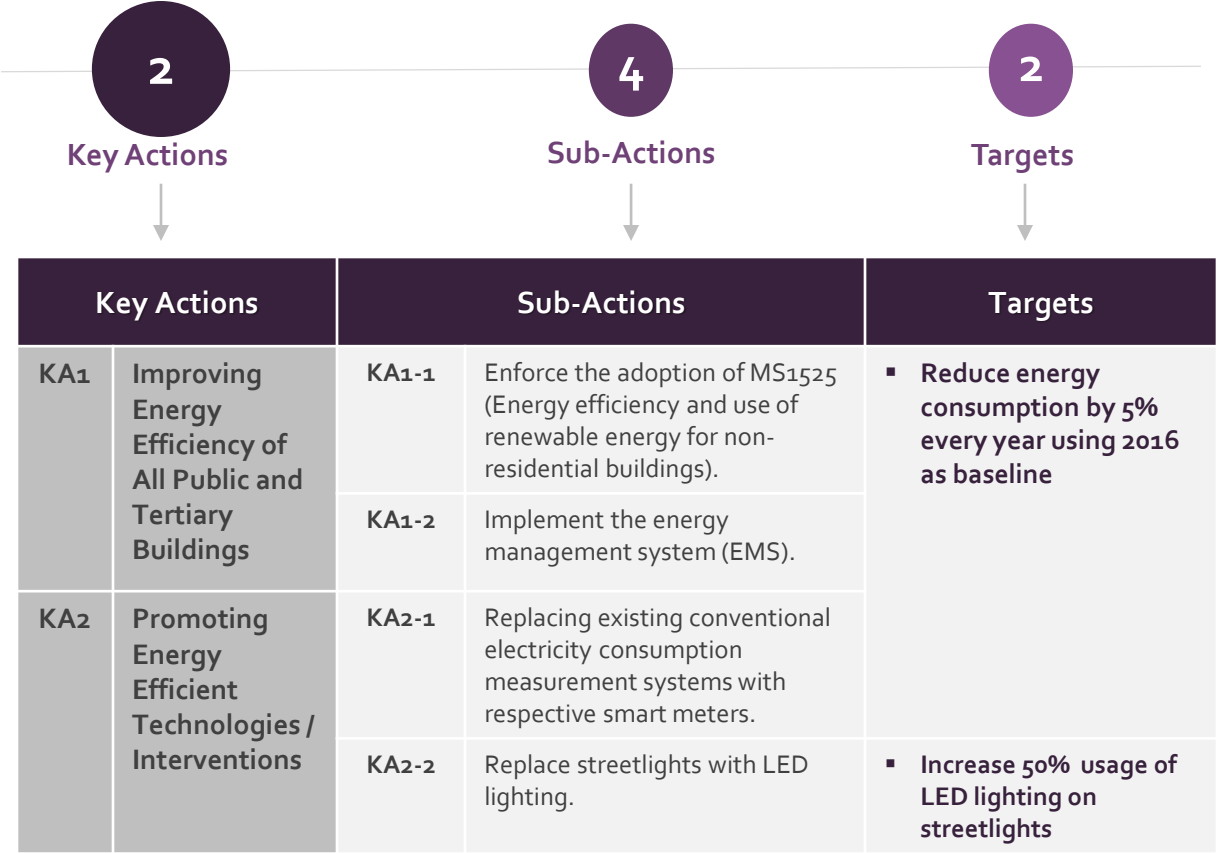 2
4
2
Key Actions
Sub-Actions
Targets
Key Actions
Sub-Actions
Targets
KA1
Improving
Energy
Efficiency of
All Public and
Tertiary
Buildings
KA1-1
Enforce the adoption of MS1525
(Energy efficiency and use of
renewable energy for non-
residential buildings).
▪ Reduce energy
consumption by 5%
every year using 2016
as baseline
KA1-2
Implement the energy
management system (EMS).
KA2
Promoting
Energy
Efficient
Technologies /
Interventions
KA2-1
Replacing existing conventional
electricity consumption
measurement systems with
respective smart meters.
KA2-2
Replace streetlights with LED
lighting.
▪ Increase 50% usage of
LED lighting on
streetlights